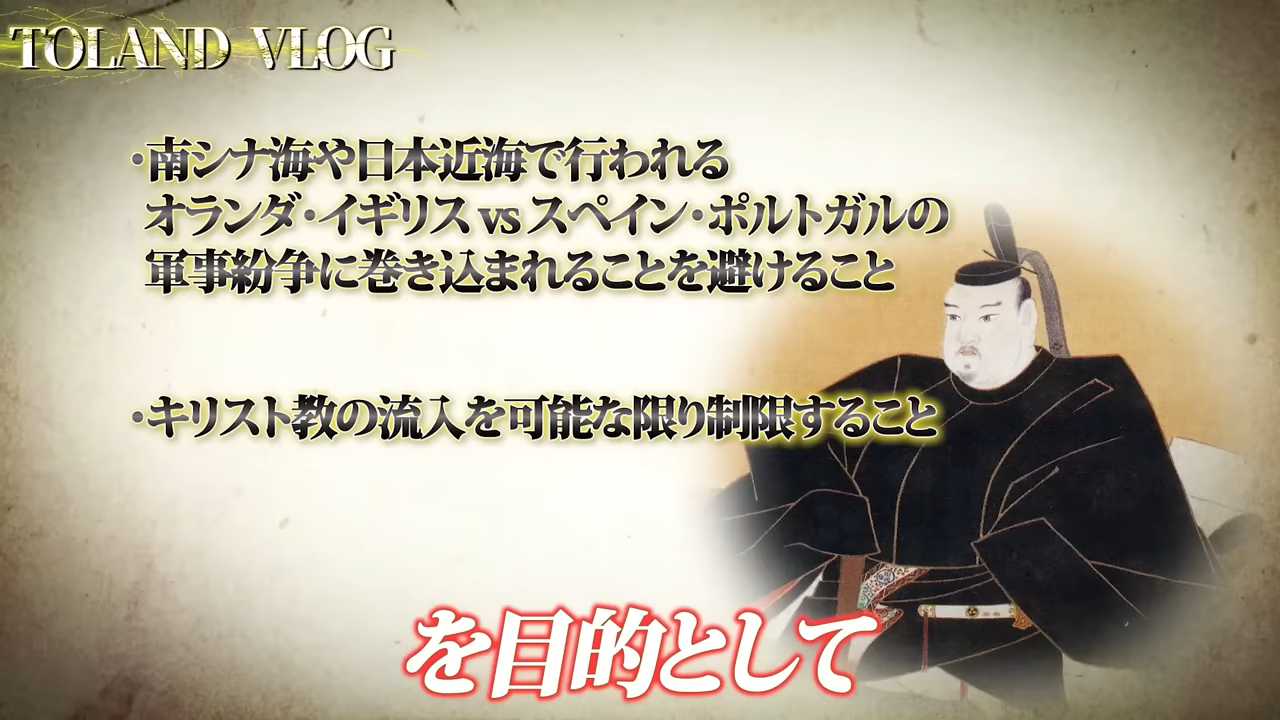 TOLAND VLOG
・南シナ海や日本近海で行われる
オランダ・イギリス vs スペイン・ポルトガルの
軍事紛争に巻き込まれることを避けること
・キリスト教の流入を可能な限り制限すること
を目的として